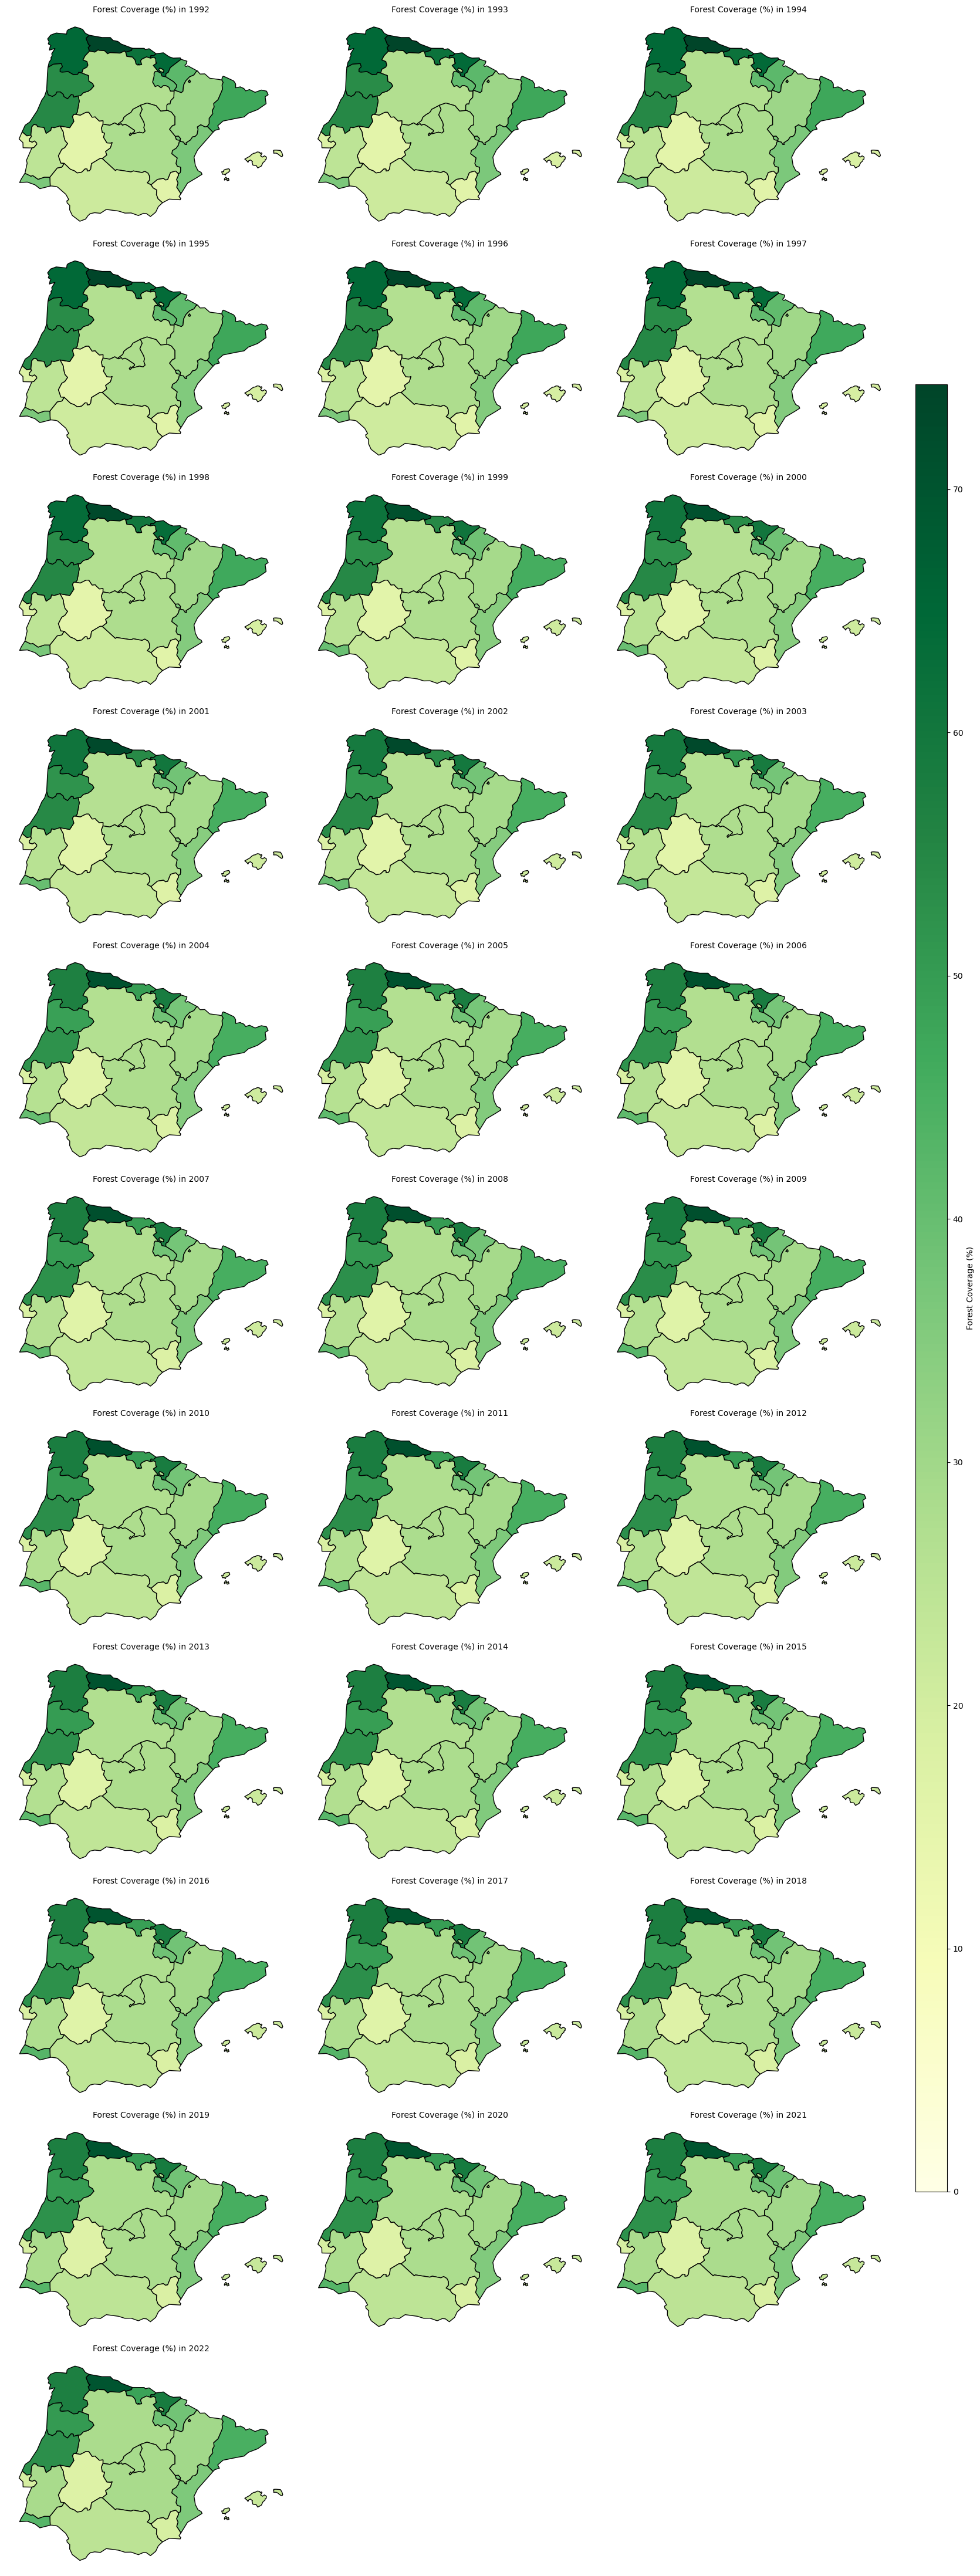 Forest Coverage (%) in 1992
Forest Coverage (%) in 1993
Forest Coverage (%) in 1994
Forest Coverage (%) in 1995
Forest Coverage (%) in 1996
Forest Coverage (%) in 1997
Forest Coverage (%) in 1998
Forest Coverage (%) in 1999
Forest Coverage (%) in 2000
Forest Coverage (%) in 2001
Forest Coverage (%) in 2002
Forest Coverage (%) in 2003
Forest Coverage (%) in 2004
Forest Coverage (%) in 2005
Forest Coverage (%) in 2006
Forest Coverage (%) in 2007
Forest Coverage (%) in 2008
Forest Coverage (%) in 2009
Forest Coverage (%) in 2010
Forest Coverage (%) in 2011
Forest Coverage (%) in 2012
Forest Coverage (%) in 2013
Forest Coverage (%) in 2014
Forest Coverage (%) in 2015
Forest Coverage (%) in 2016
Forest Coverage (%) in 2017
Forest Coverage (%) in 2018
Forest Coverage (%) in 2019
Forest Coverage (%) in 2020
Forest Coverage (%) in 2021
Forest Coverage (%) in 2022
70
60
50
40
30
20
10
0
Forest Coverage (%)